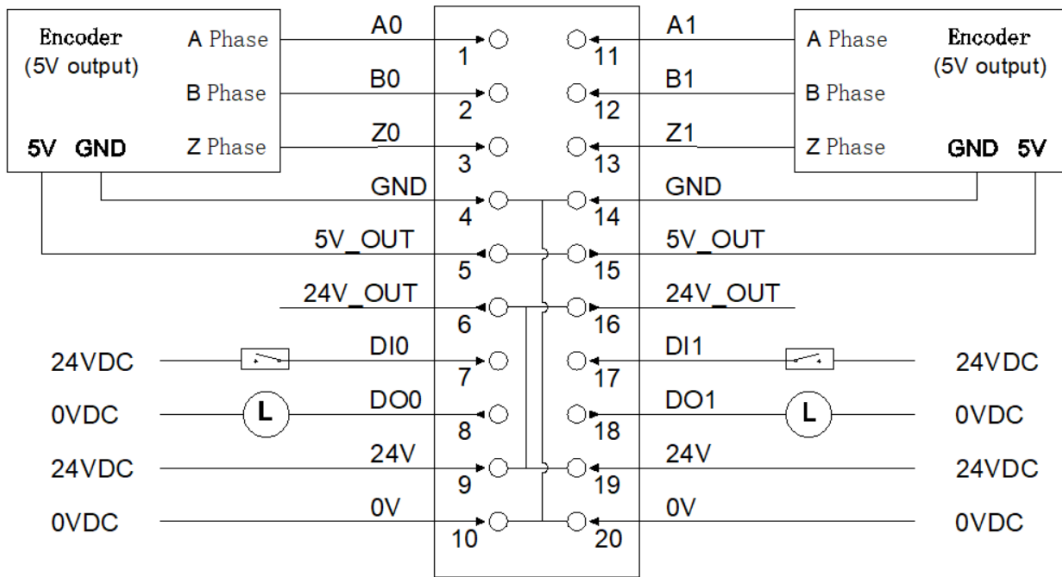 Encoder
(5V output)
A Phase
B Phase
Z Phase
5V GND
A0
1
11
A1
B0
2
12
B1
Z0
3
13
Z1
GND
4
14
GND
5V_OUT
5
15
5V_OUT
24V_OUT
6
16
24V_OUT
24VDC
DI0
7
17
DI1
24VDC
0VDC
L
DO0
8
18
DO1
L
0VDC
24VDC
24V
9
19
24V
24VDC
0VDC
0V
10
20
0V
0VDC
A Phase
B Phase
Z Phase
Encoder
(5V output)
GND 5V